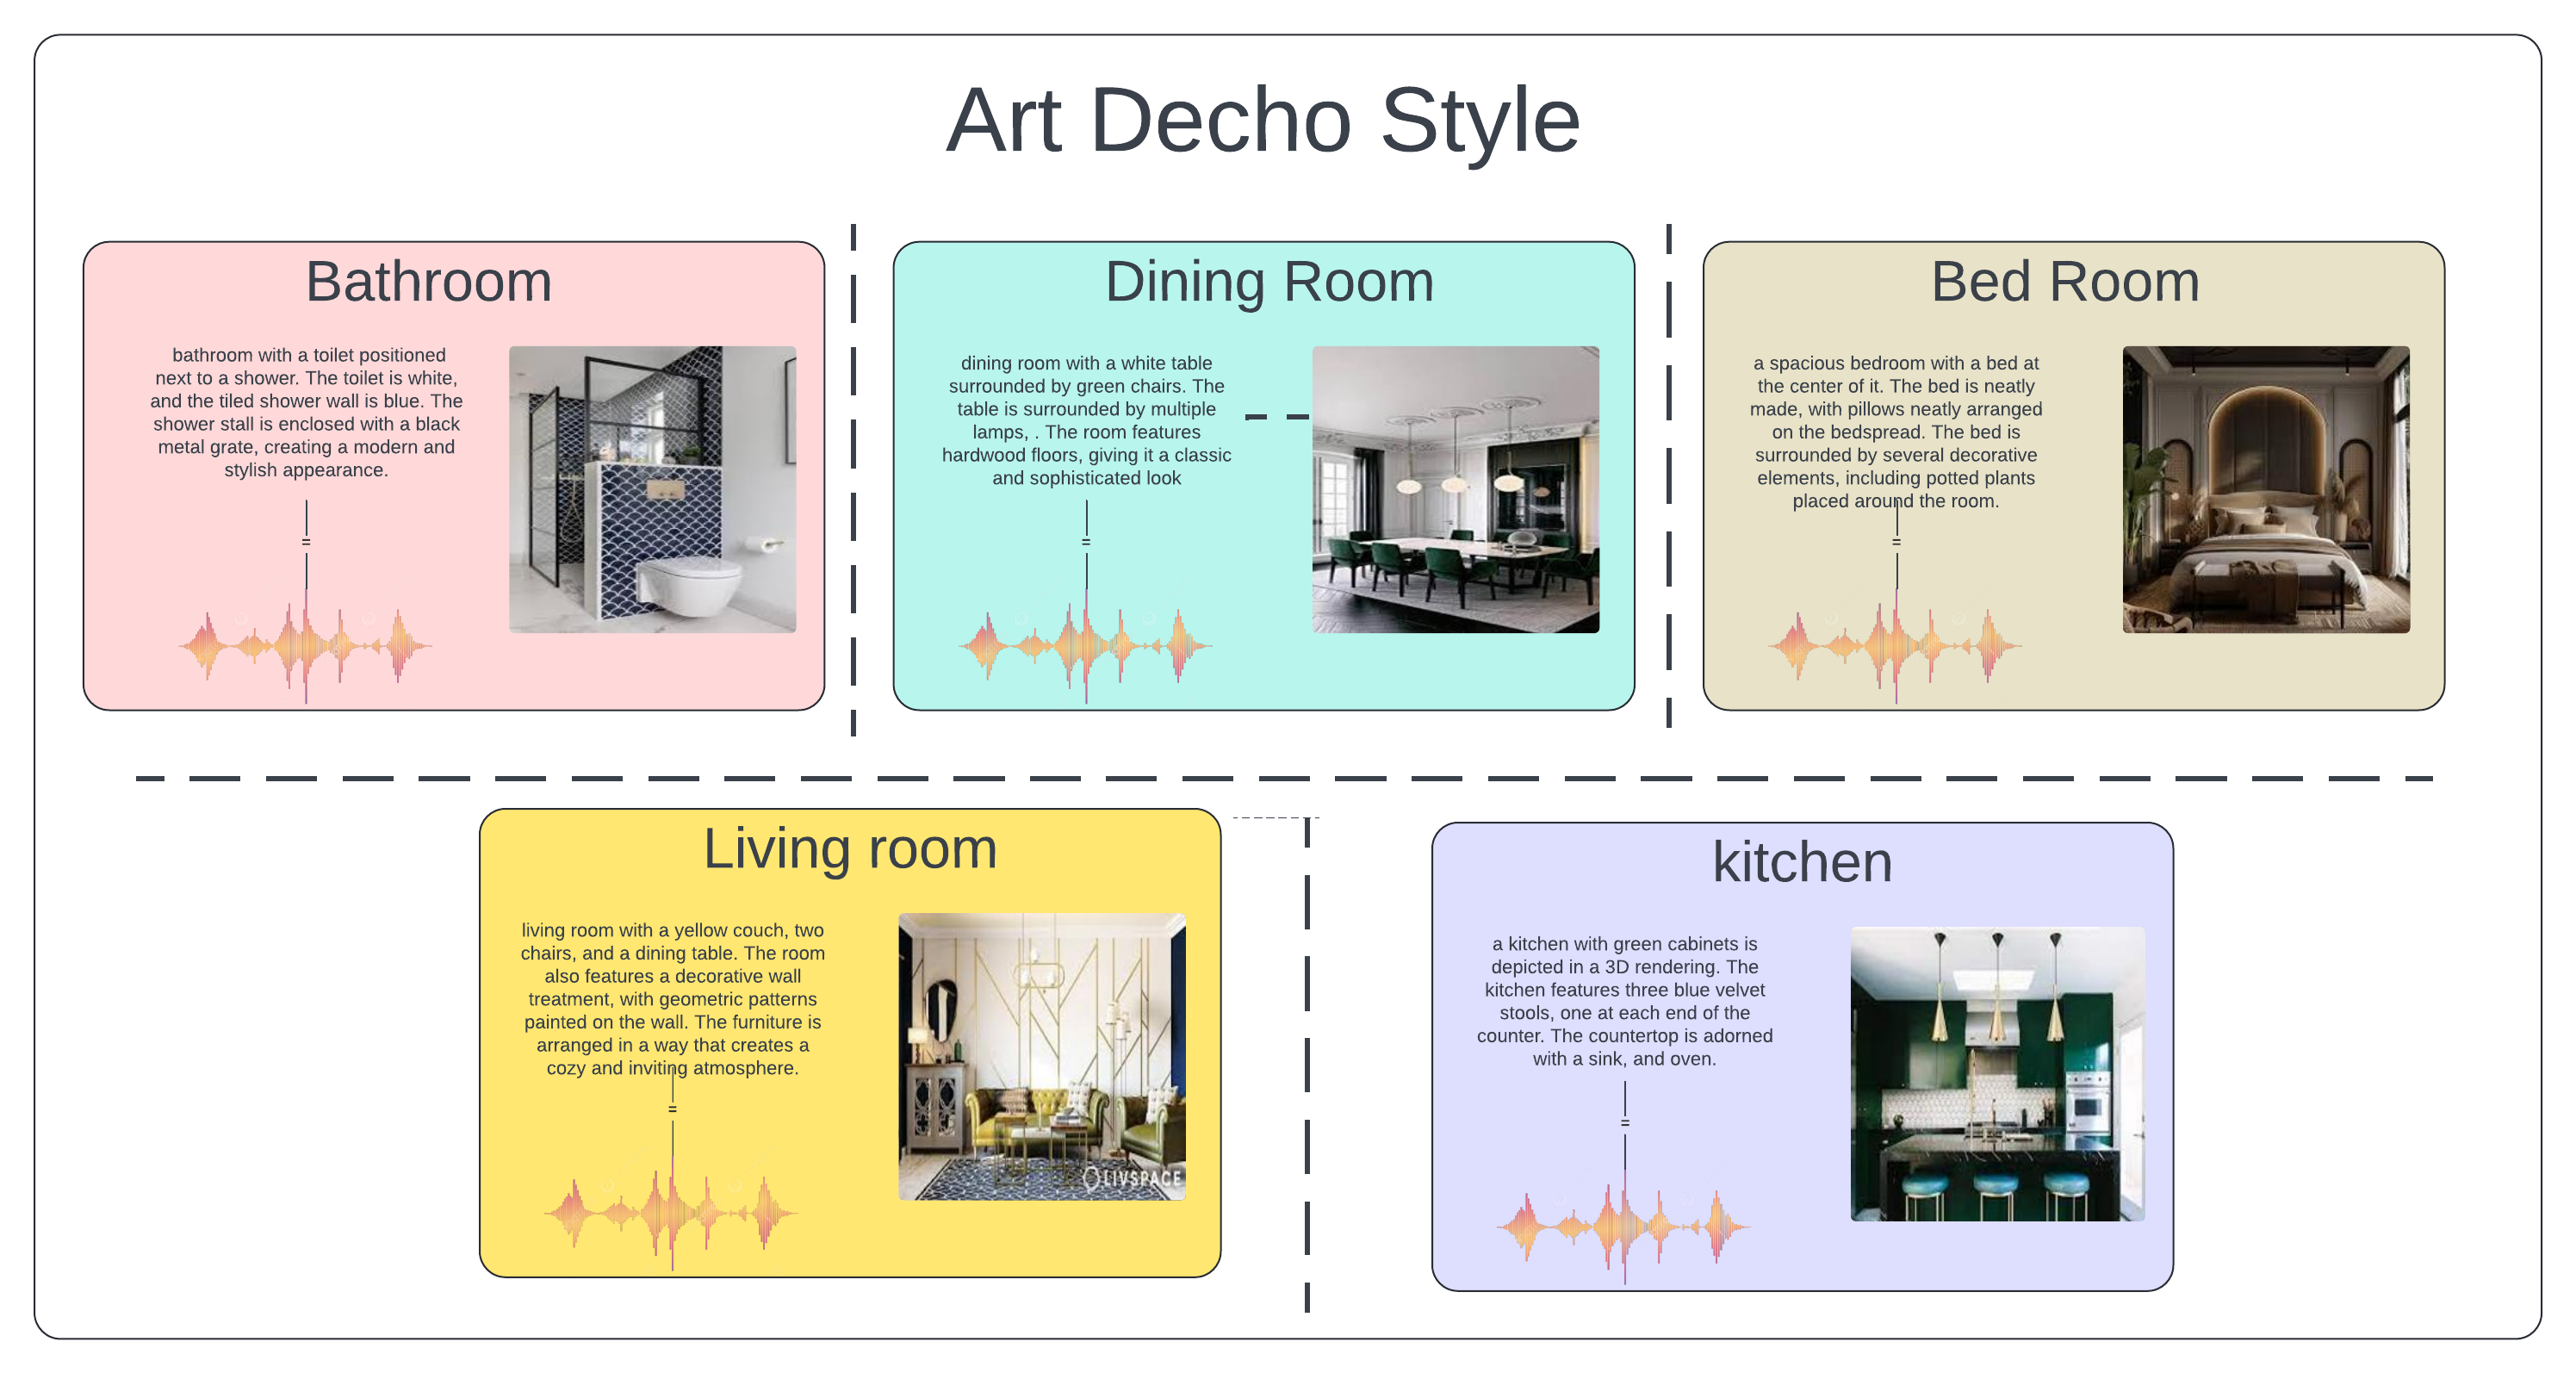 Art Decho Style
Bathroom
bathroom with a toilet positioned
next to a shower. The toilet is white,
and the tiled shower wall is blue. The
shower stall is enclosed with a black
metal grate, creating a modern and
stylish appearance.
=
Dining Room
dining room with a white table
surrounded by green chairs. The
table is surrounded by multiple
lamps, . The room features
hardwood floors, giving it a classic
and sophisticated look
=
Bed Room
a spacious bedroom with a bed at
the center of it. The bed is neatly
made, with pillows neatly arranged
on the bedspread. The bed is
surrounded by several decorative
elements, including potted plants
placed around the room.
=
Living room
living room with a yellow couch, two
chairs, and a dining table. The room
also features a decorative wall
treatment, with geometric patterns
painted on the wall. The furniture is
arranged in a way that creates a
cozy and inviting atmosphere.
=
LIVSPACE
kitchen
a kitchen with green cabinets is
depicted in a 3D rendering. The
kitchen features three blue velvet
stools, one at each end of the
counter. The countertop is adorned
with a sink, and oven.
=